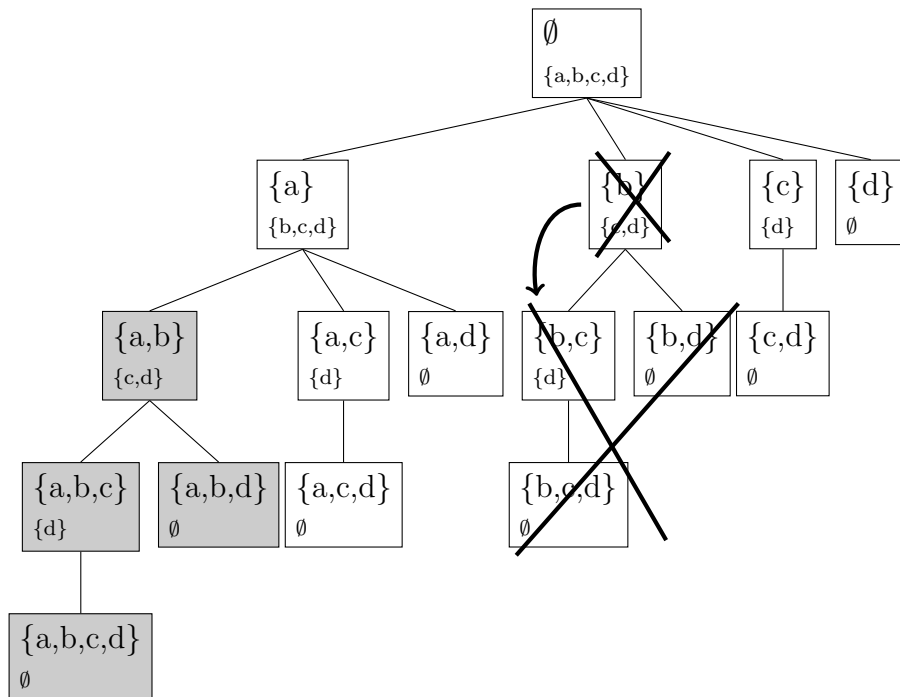 ∅
{a,b,c,d}
{a}
{b,c,d}
{b}
{c,d}
{c}
{d}
{d}
∅
{a,b}
{c,d}
{a,c}
{d}
{a,d}
∅
{b,c}
{d}
{b,d}
∅
{c,d}
∅
{a,b,c}
{d}
{a,b,d}
∅
{a,c,d}
∅
{b,c,d}
∅
{a,b,c,d}
∅